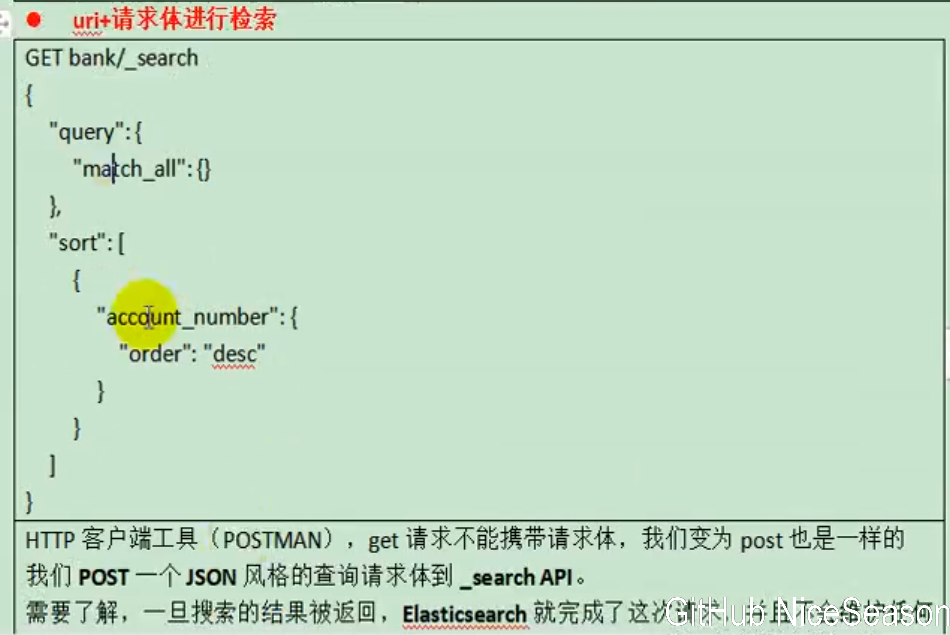 uri+请求体进行检索
GET bank/_search
{
"query": {
"match_all": {}
},
"sort": [
{
"account_number": {
"order": "desc"
}
}
]
}
HTTP 客户端工具（POSTMAN），get 请求不能携带请求体，我们变为 post 也是一样的
我们 POST 一个 JSON 风格的查询请求体到 _search API。
需要了解，一旦搜索的结果被返回，Elasticsearch 就完成了这次请
GitHub NiceSeason